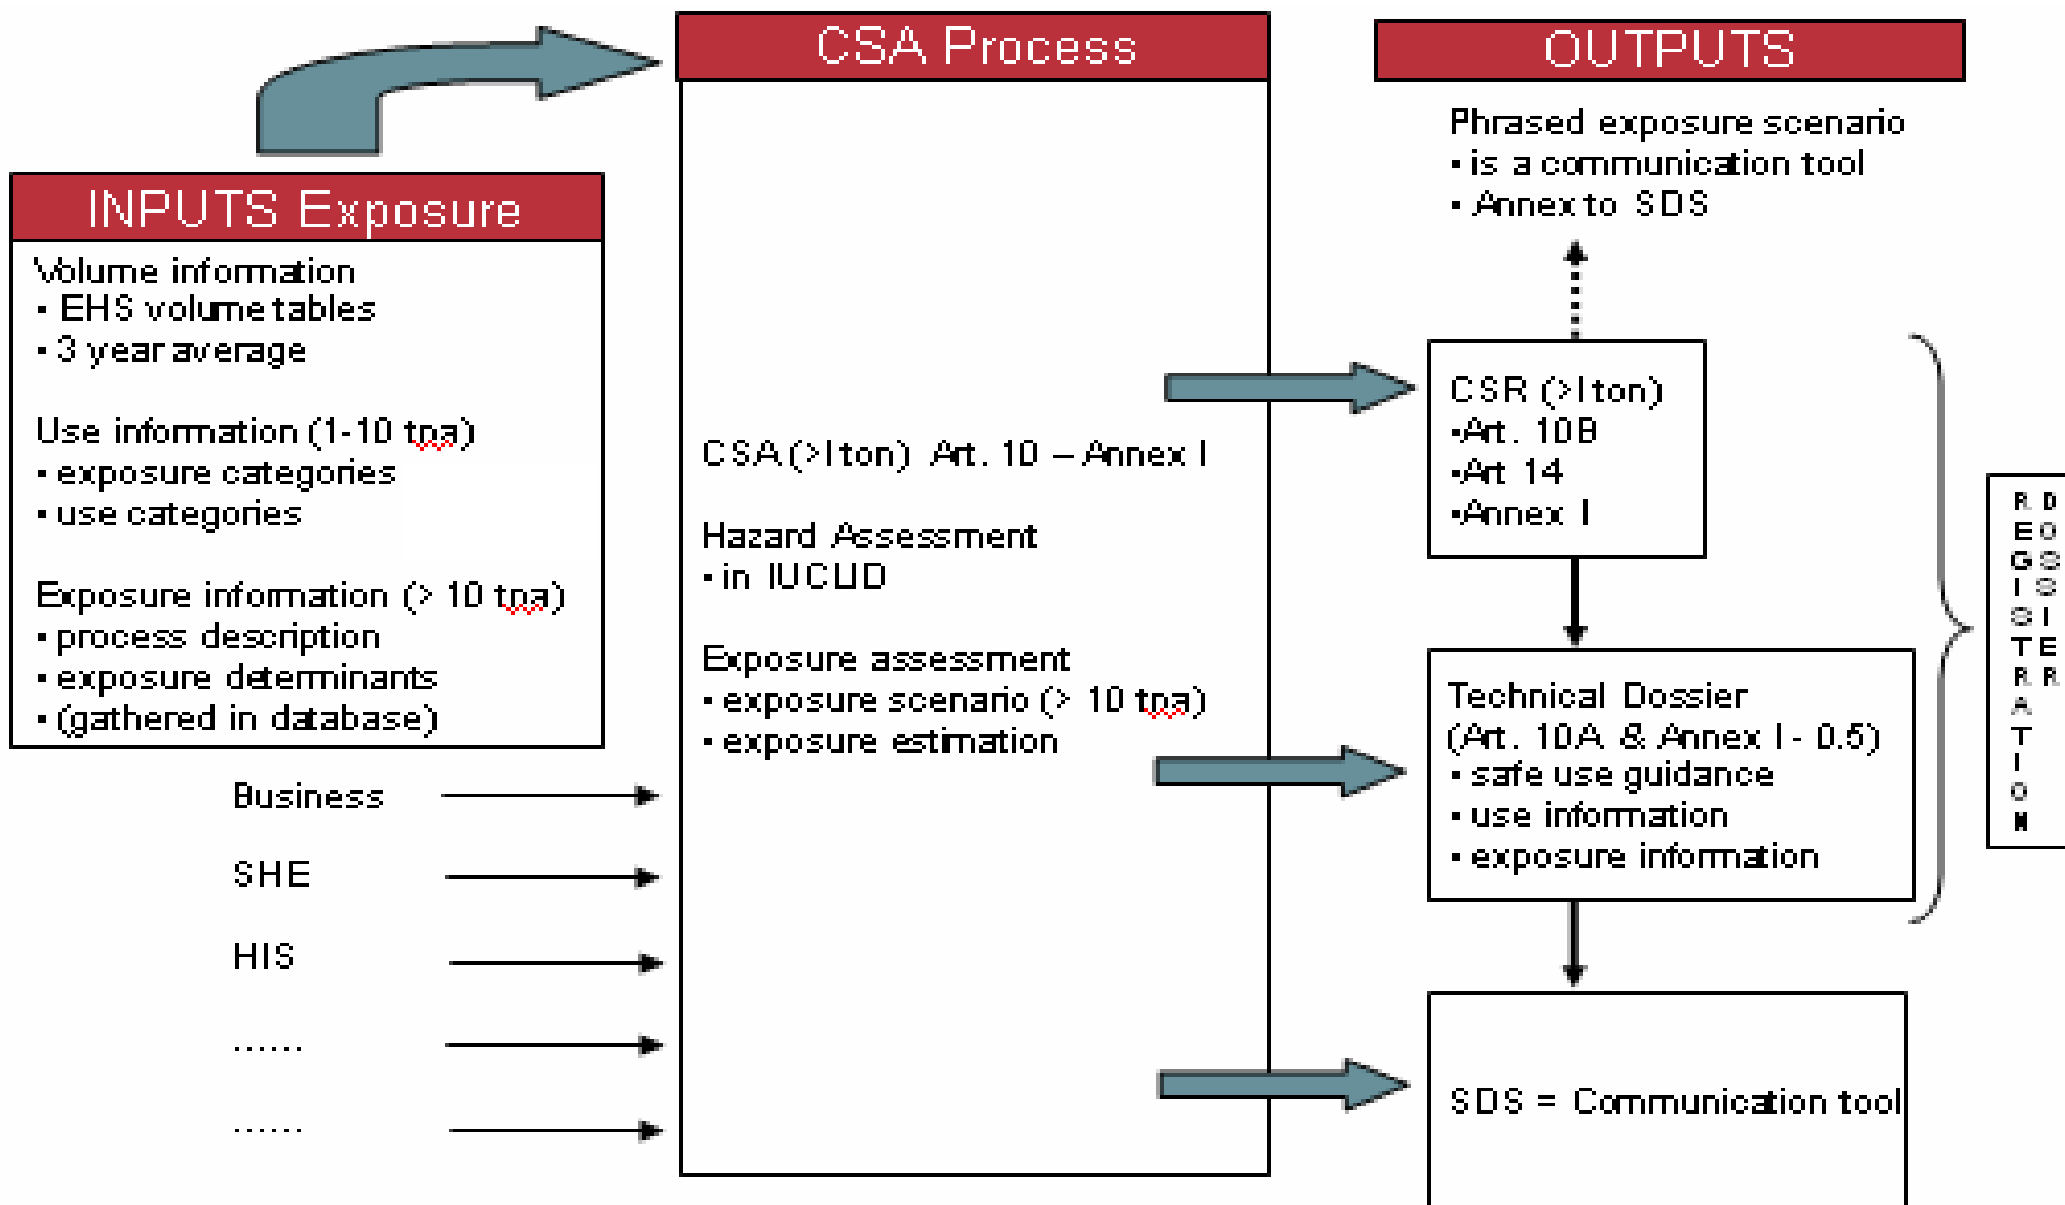 INPUTS Exposure
Volume information
▪ EHS volume tables
▪ 3 year average
Use information (1-10 tpa)
▪ exposure categories
▪ use categories
Exposure information (> 10 tpa)
▪ process description
▪ exposure determinants
▪ (gathered in database)
Business
SHE
HIS
......
......
CSA Process
CSA (>1 ton) Art. 10 – Annex I
Hazard Assessment
▪ in IUCLID
Exposure assessment
▪ exposure scenario (> 10 tpa)
▪ exposure estimation
OUTPUTS
Phrased exposure scenario
▪ is a communication tool
▪ Annex to SDS
CSR (>1 ton)
▪Art. 10B
▪Art 14
▪Annex I
Technical Dossier
(Art. 10A & Annex I - 0.5)
▪ safe use guidance
▪ use information
▪ exposure information
SDS = Communication tool
REGISTRATION
DOSSIER